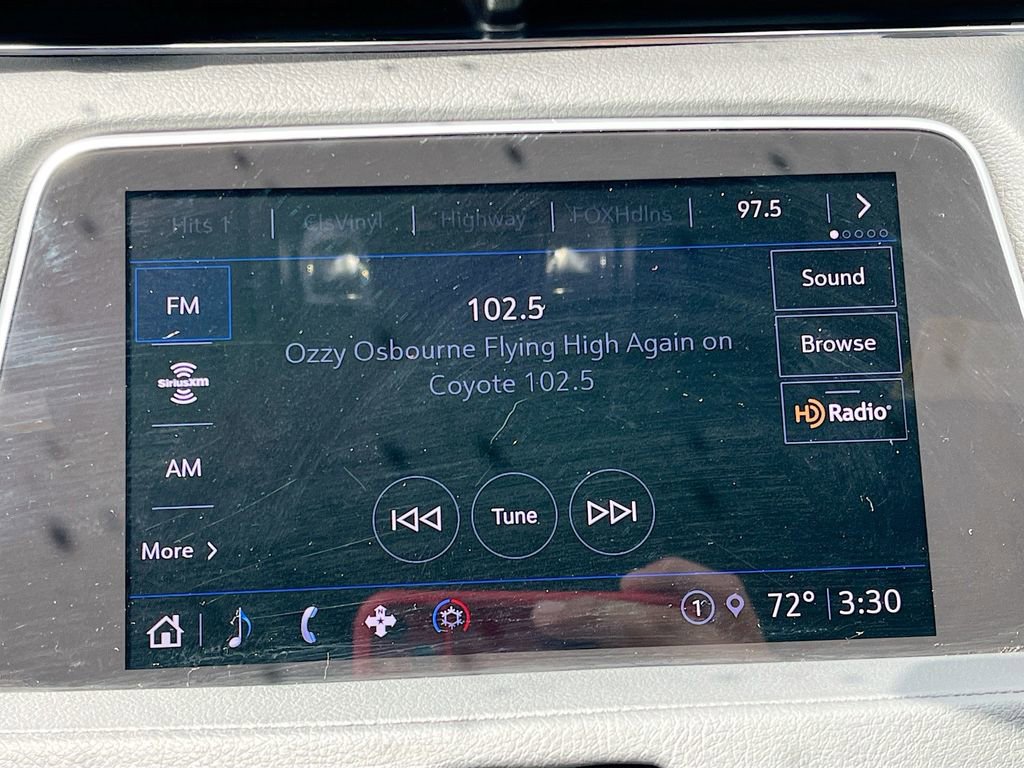 Hits 1
ClsVinyl
Highway
FOXHdlns
97.5
FM
102.5
Sound
Ozzy Osbourne Flying High Again on
Coyote 102.5
Browse
SiriusXM
HD Radio®
AM
Tune
More
N
1
72° 3:30